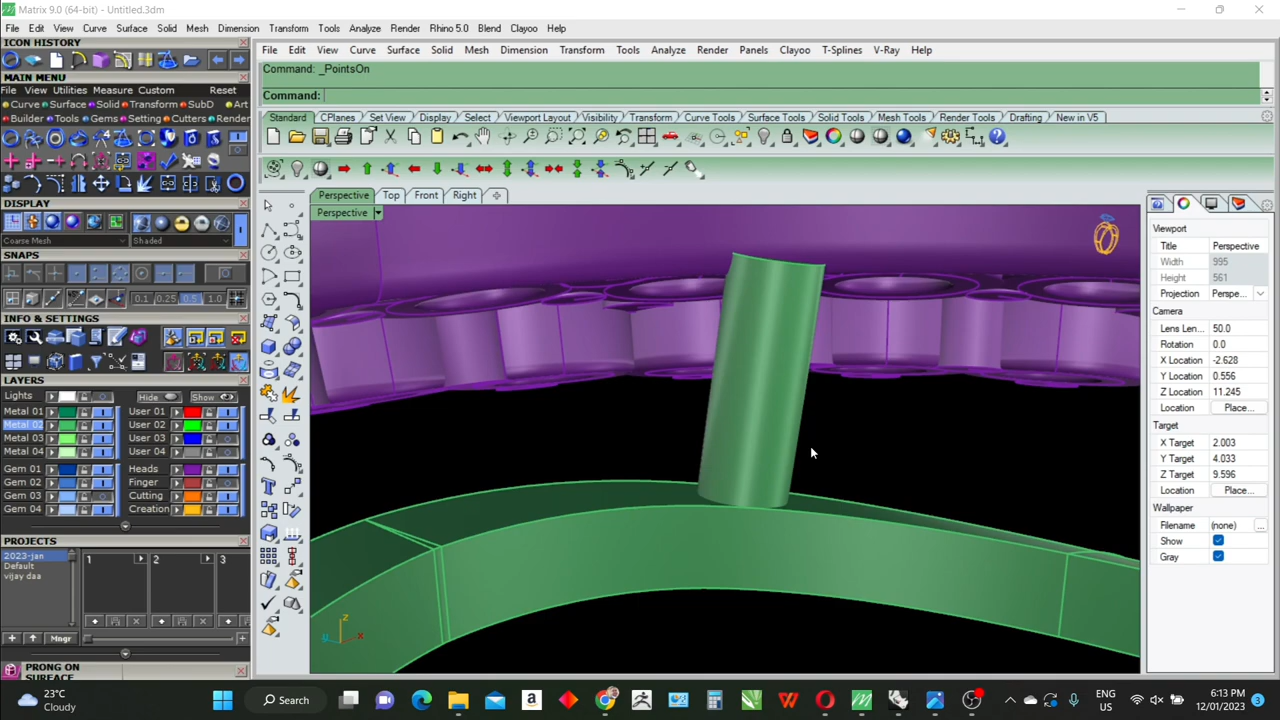 Matrix 9.0 (64-bit) - Untitled.3dm
File Edit View Curve Surface Solid Mesh Dimension Transform Tools Analyze Render Rhino 5.0 Blend Clayoo Help
ICON HISTORY
MAIN MENU
File View Utilities Measure Custom Reset
Curve Surface Solid Transform SubD Art
Builder Tools Gems Setting Cutters Render
DISPLAY
Coarse Mesh Shaded
SNAPS
0.1 0.25 0.5 1.0
INFO & SETTINGS
LAYERS
Lights Hide Show
Metal 01 User 01
Metal 02 User 02
Metal 03 User 03
Metal 04 User 04
Gem 01 Heads
Gem 02 Finger
Gem 03 Cutting
Gem 04 Creation
PROJECTS
2023-jan 1 2 3
Default
vijay daa
Mngr
PRONG ON
SURFACE
File Edit View Curve Surface Solid Mesh Dimension Transform Tools Analyze Render Panels Clayoo T-Splines V-Ray Help
Command: _PointsOn
Command:
Standard CPlanes Set View Display Select Viewport Layout Visibility Transform Curve Tools Surface Tools Solid Tools Mesh Tools Render Tools Drafting New in V5
Perspective Top Front Right
Perspective
z
y x
Viewport
Title Perspective
Width 995
Height 561
Projection Perspe...
Camera
Lens Len... 50.0
Rotation 0.0
X Location -2.628
Y Location 0.556
Z Location 11.245
Location Place...
Target
X Target 2.003
Y Target 4.033
Z Target 9.596
Location Place...
Wallpaper
Filename (none) ...
Show
Gray
23°C
Cloudy
Search
ENG
US
6:13 PM
12/01/2023
3